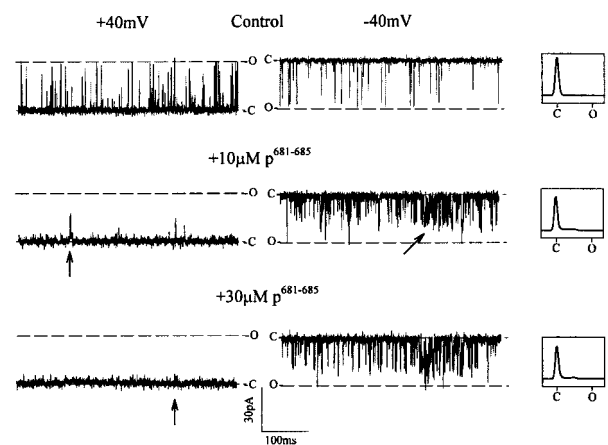 +40mV Control -40mV
-O C-
-C O-
C O
+10µM p⁶⁸¹⁻⁶⁸⁵
-O C-
-C O-
C O
+30µM p⁶⁸¹⁻⁶⁸⁵
-O C-
-C O-
C O
30pA
100ms